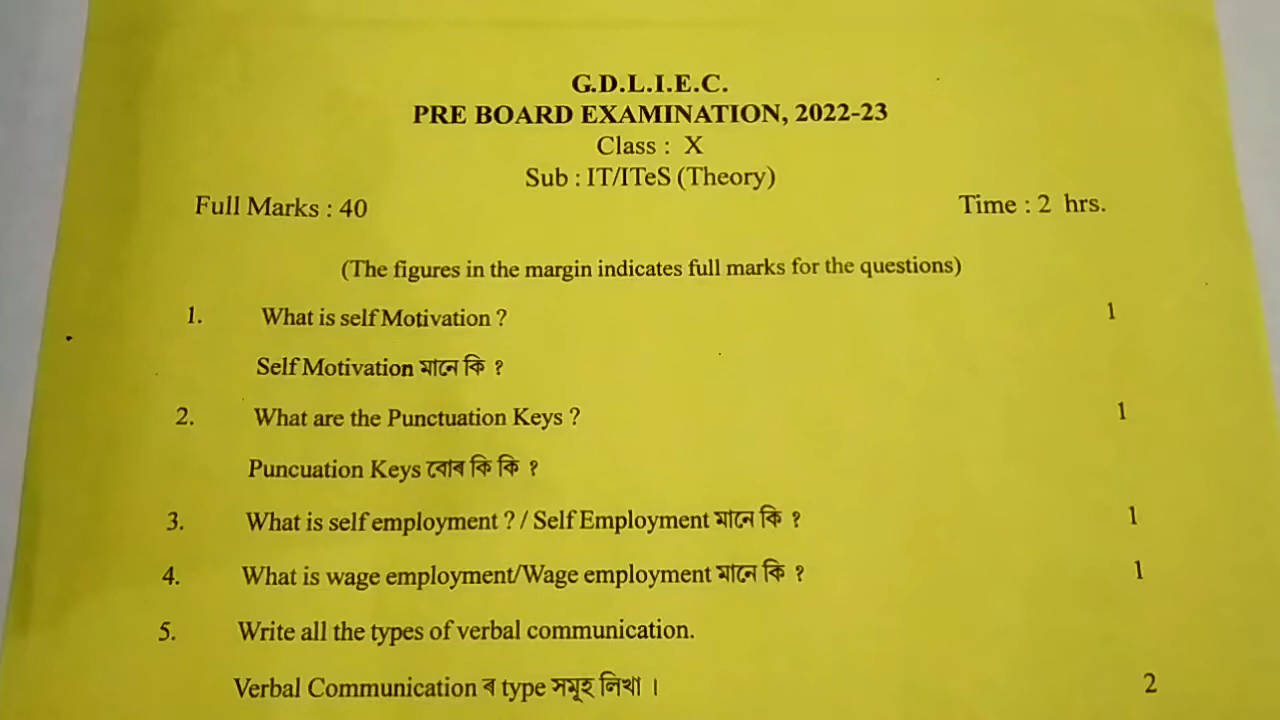 G.D.L.I.E.C.
PRE BOARD EXAMINATION, 2022-23
Class : X
Sub : IT/ITeS (Theory)
Full Marks : 40 Time : 2 hrs.
(The figures in the margin indicates full marks for the questions)
1. What is self Motivation ? 1
Self Motivation মানে কি ?
2. What are the Punctuation Keys ? 1
Puncuation Keys বোৰ কি কি ?
3. What is self employment ? / Self Employment মানে কি ? 1
4. What is wage employment/Wage employment মানে কি ? 1
5. Write all the types of verbal communication.
Verbal Communication ৰ type সমূহ লিখা । 2